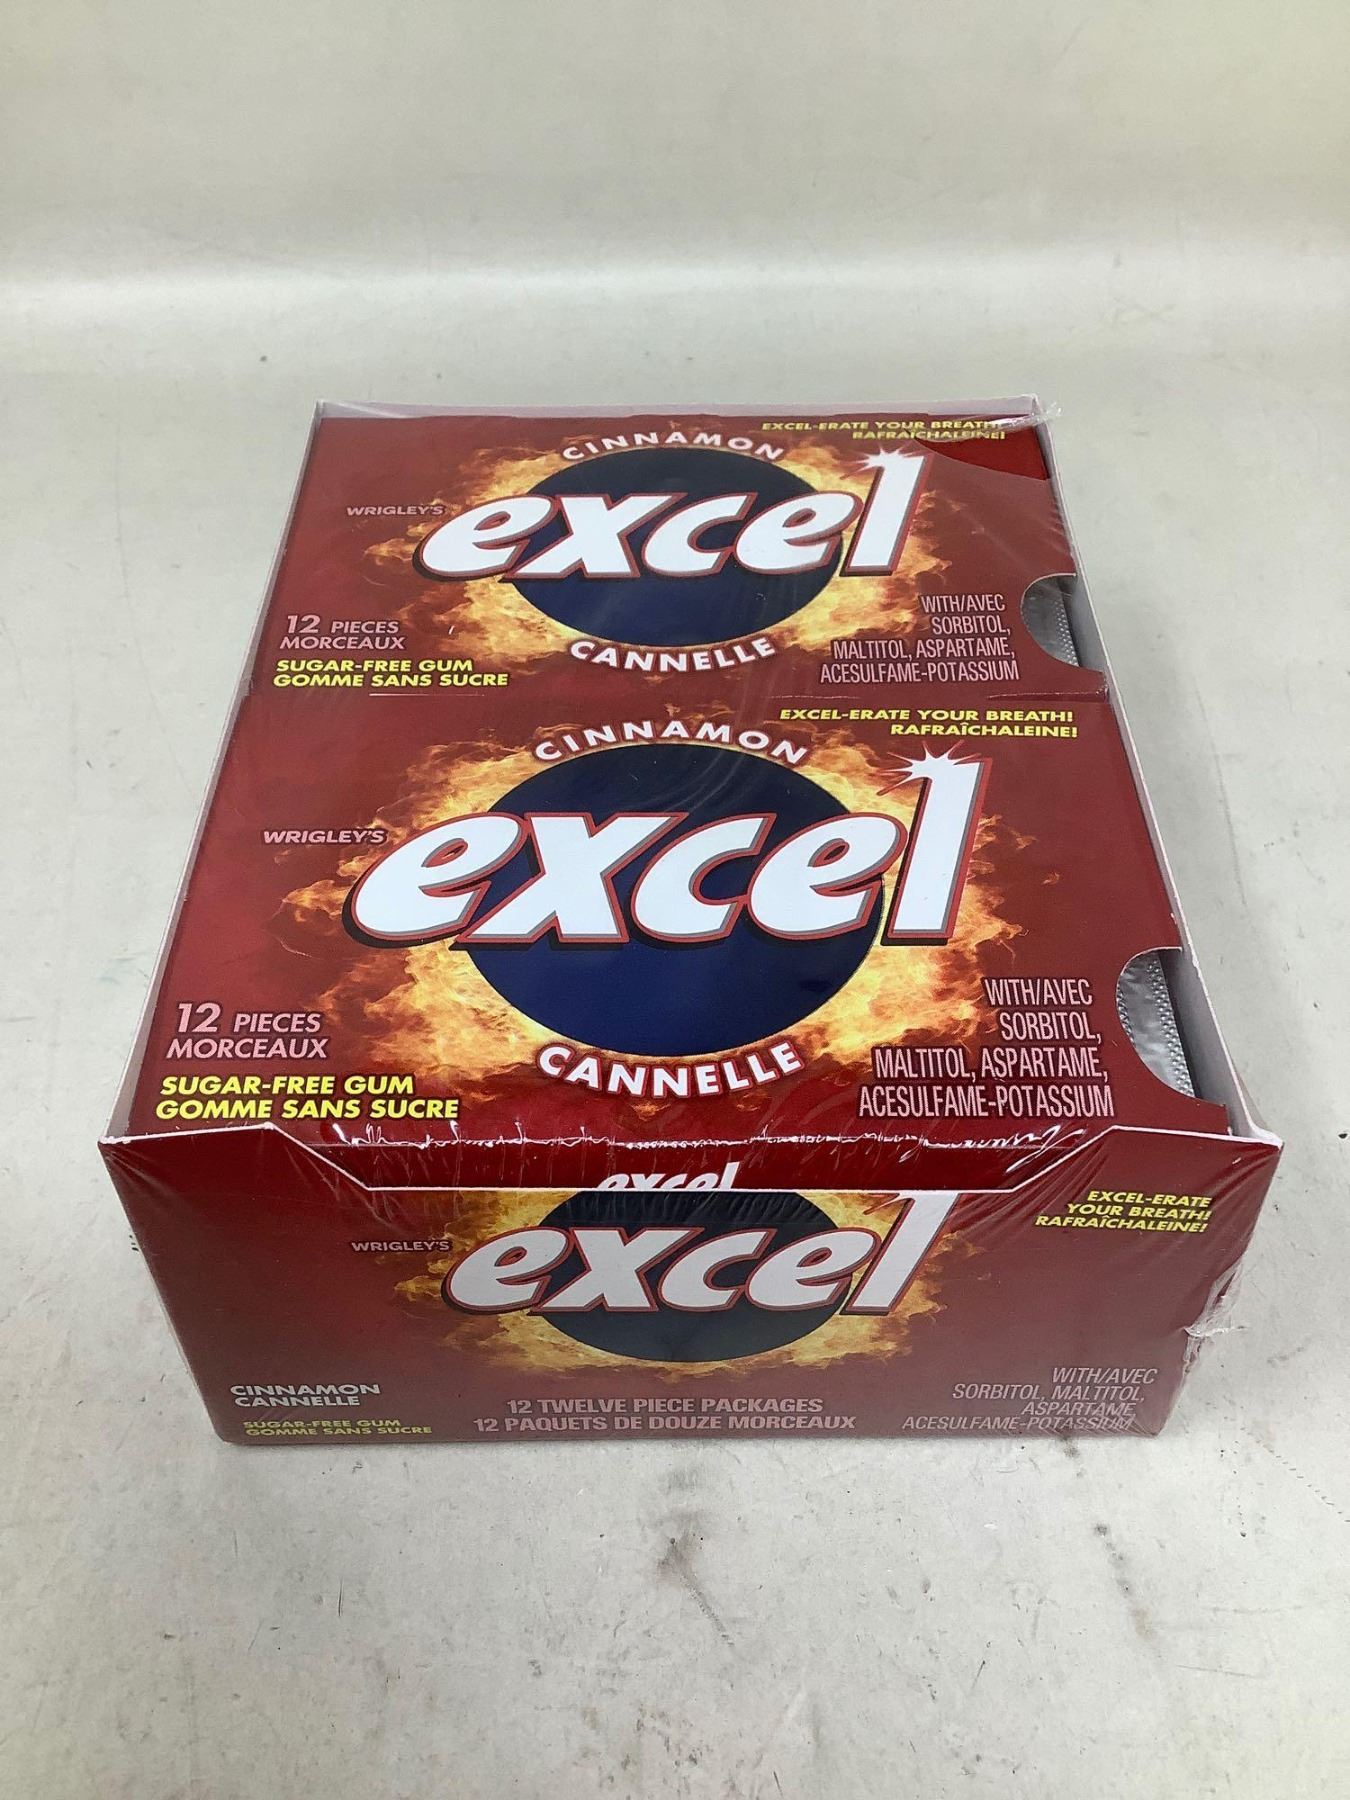 EXCEL-ERATE YOUR BREATH!
RAFRAÎCHALEINE!
CINNAMON
WRIGLEY'S
excel
CANNELLE
12 PIECES
MORCEAUX
SUGAR-FREE GUM
GOMME SANS SUCRE
WITH/AVEC
SORBITOL,
MALTITOL, ASPARTAME,
ACESULFAME-POTASSIUM
EXCEL-ERATE YOUR BREATH!
RAFRAÎCHALEINE!
CINNAMON
WRIGLEY'S
excel
CANNELLE
12 PIECES
MORCEAUX
SUGAR-FREE GUM
GOMME SANS SUCRE
WITH/AVEC
SORBITOL,
MALTITOL, ASPARTAME,
ACESULFAME-POTASSIUM
excel
EXCEL-ERATE
YOUR BREATH!
RAFRAÎCHALEINE!
WRIGLEY'S
excel
CINNAMON
CANNELLE
SUGAR-FREE GUM
GOMME SANS SUCRE
12 TWELVE PIECE PACKAGES
12 PAQUETS DE DOUZE MORCEAUX
WITH/AVEC
SORBITOL, MALTITOL,
ASPARTAME,
ACESULFAME-POTASSIUM